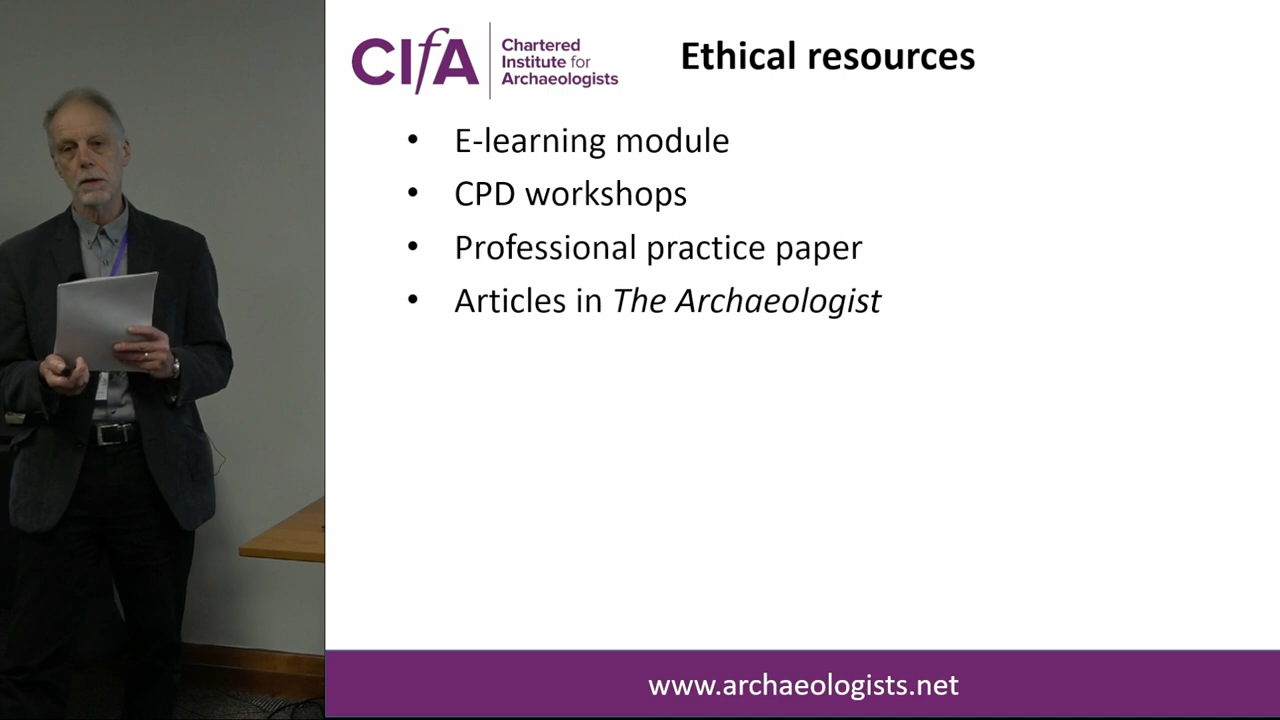 CIfA
Chartered
Institute for
Archaeologists
Ethical resources
• E-learning module
• CPD workshops
• Professional practice paper
• Articles in The Archaeologist
www.archaeologists.net